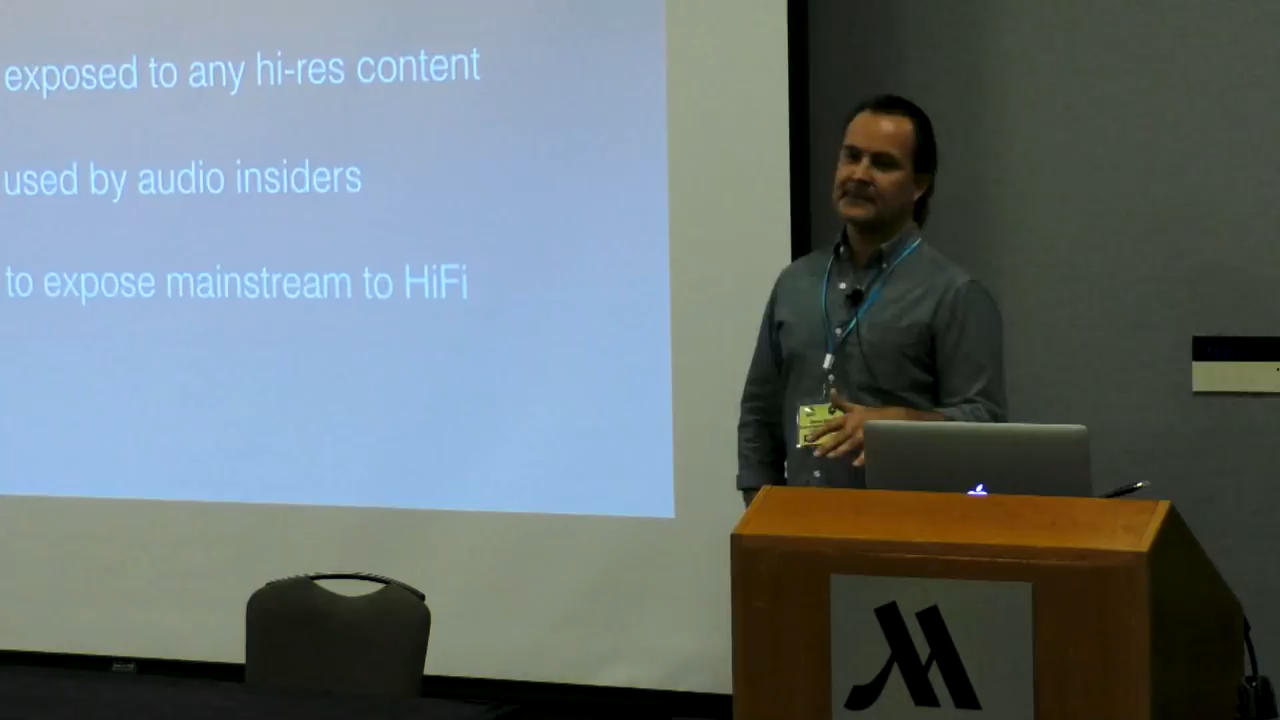 exposed to any hi-res content
used by audio insiders
to expose mainstream to HiFi